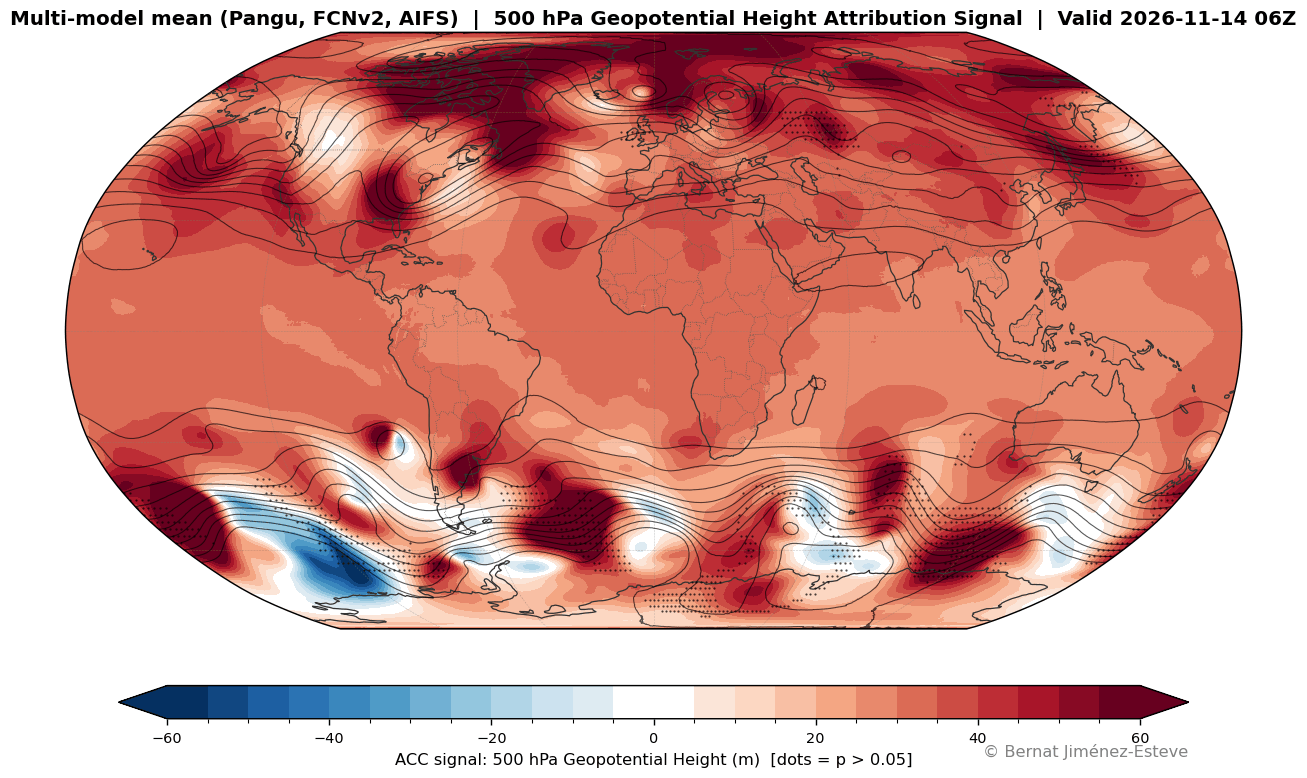 Multi-model mean (Pangu, FCNv2, AIFS) | 500 hPa Geopotential Height Attribution Signal | Valid 2026-11-14 06Z
−60 −40 −20 0 20 40 60
ACC signal: 500 hPa Geopotential Height (m) [dots = p > 0.05]
© Bernat Jiménez-Esteve